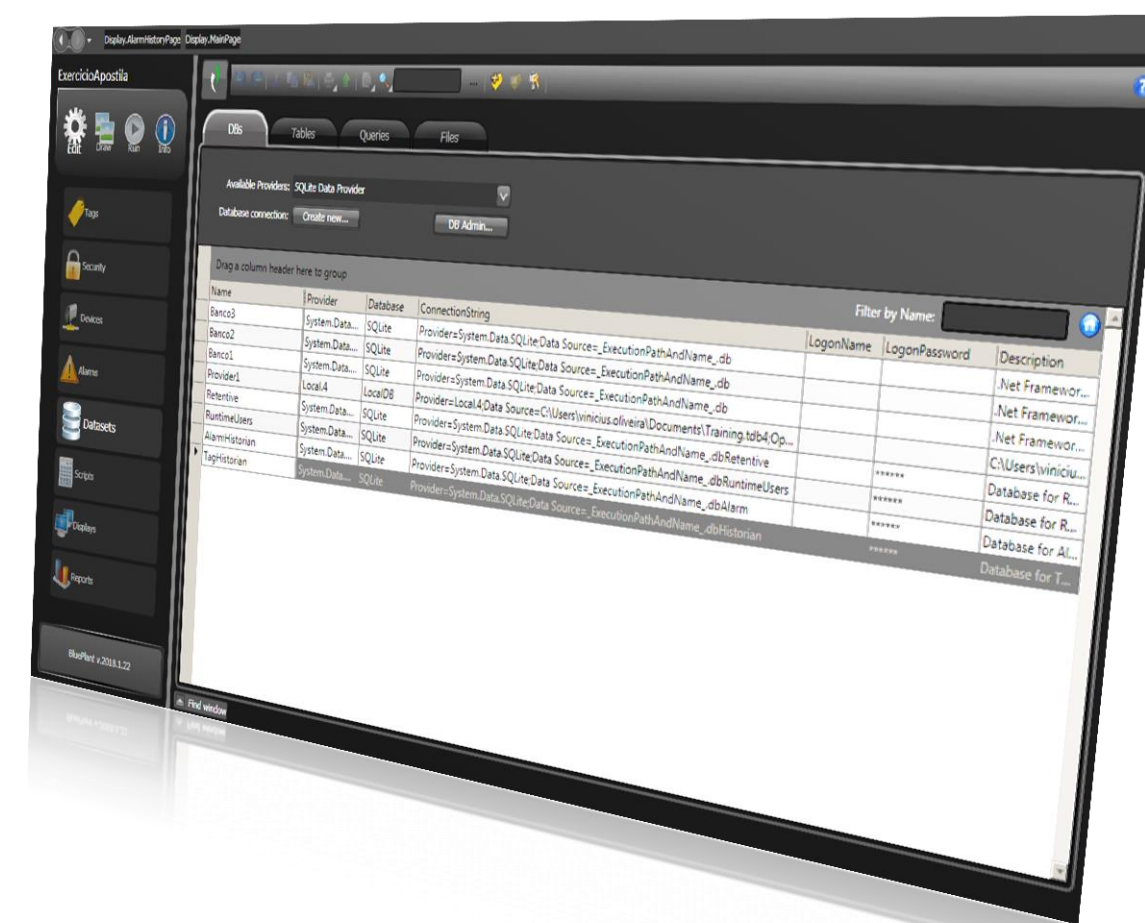 Display.AlarmHistoryPage Display.MainPage
ExercicioApostila
Edit Draw Run Info
DBs Tables Queries Files
Available Providers: SQLite Data Provider
Database connection: Create new... DB Admin...
Tags
Security
Devices
Alarms
Datasets
Scripts
Displays
Reports
BluePlant v.2018.1.22
Drag a column header here to group
Filter by Name:
Name Provider Database ConnectionString LogonName LogonPassword Description
Banco3 System.Data.... SQLite Provider=System.Data.SQLite;Data Source=_ExecutionPathAndName_.db .Net Framewor...
Banco2 System.Data.... SQLite Provider=System.Data.SQLite;Data Source=_ExecutionPathAndName_.db .Net Framewor...
Banco1 System.Data.... SQLite Provider=System.Data.SQLite;Data Source=_ExecutionPathAndName_.db .Net Framewor...
Provider1 Local.4 LocalDB Provider=Local.4;Data Source=C:\Users\vinicius.oliveira\Documents\Training.tdb4;Op... C:\Users\viniciu...
Retentive System.Data.... SQLite Provider=System.Data.SQLite;Data Source=_ExecutionPathAndName_.dbRetentive ****** Database for R...
RuntimeUsers System.Data.... SQLite Provider=System.Data.SQLite;Data Source=_ExecutionPathAndName_.dbRuntimeUsers ****** Database for R...
AlarmHistorian System.Data.... SQLite Provider=System.Data.SQLite;Data Source=_ExecutionPathAndName_.dbAlarm ****** Database for Al...
TagHistorian System.Data.... SQLite Provider=System.Data.SQLite;Data Source=_ExecutionPathAndName_.dbHistorian ****** Database for T...
Find window